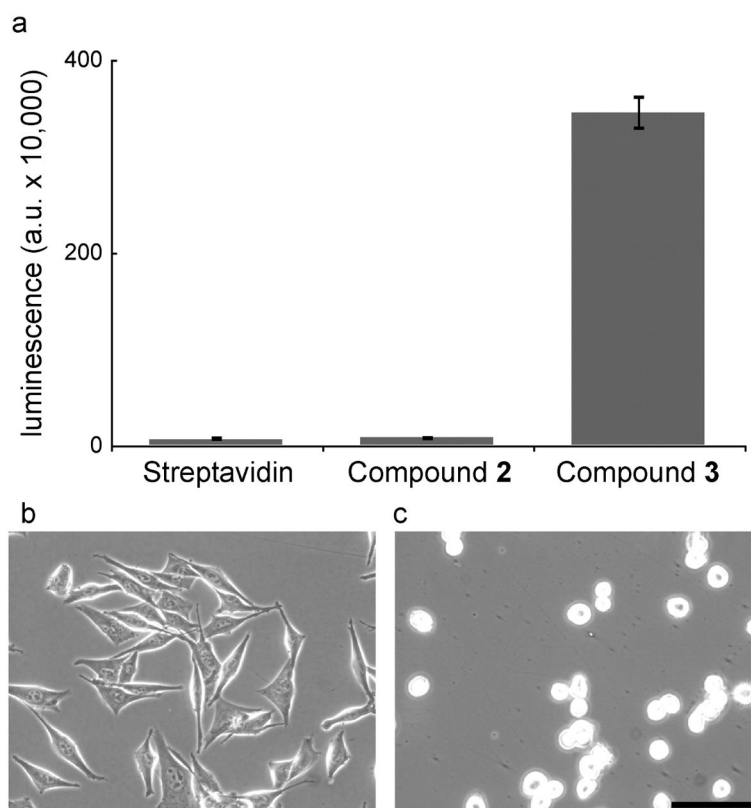 a
400
200
0
luminescence (a.u. x 10,000)
Streptavidin Compound 2 Compound 3
b c